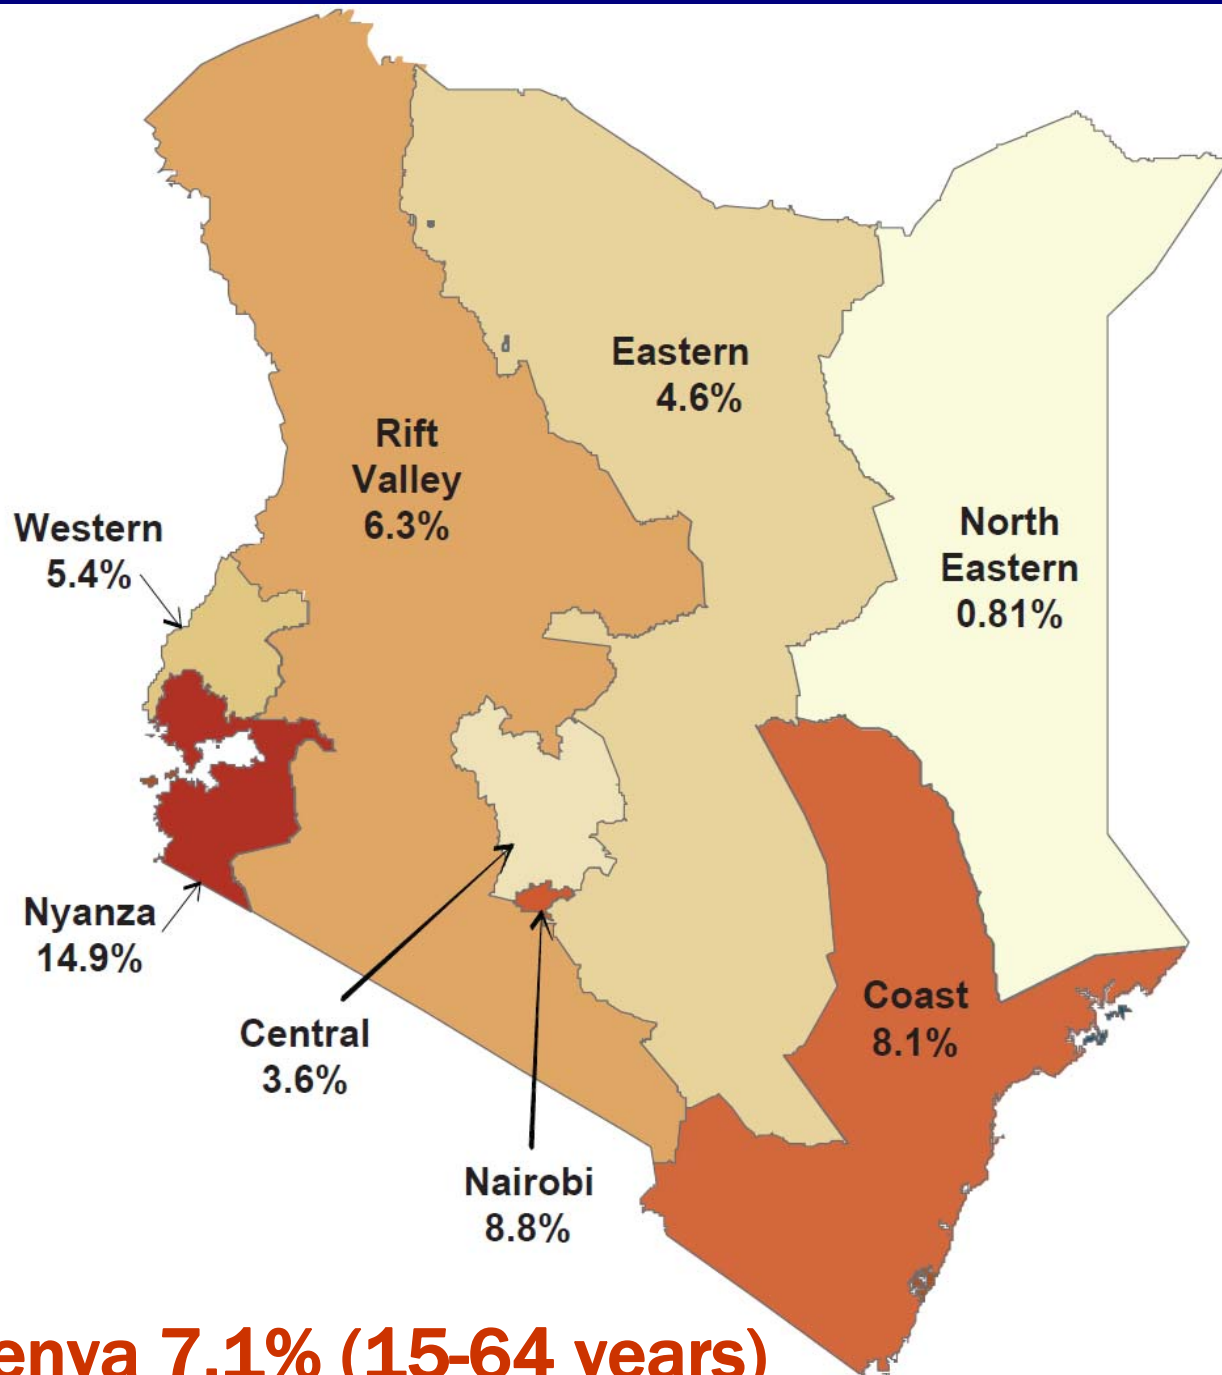 Eastern
4.6%
Rift
Valley
6.3%
North
Eastern
0.81%
Western
5.4%
Nyanza
14.9%
Coast
8.1%
Central
3.6%
Nairobi
8.8%
enya 7.1% (15-64 years)